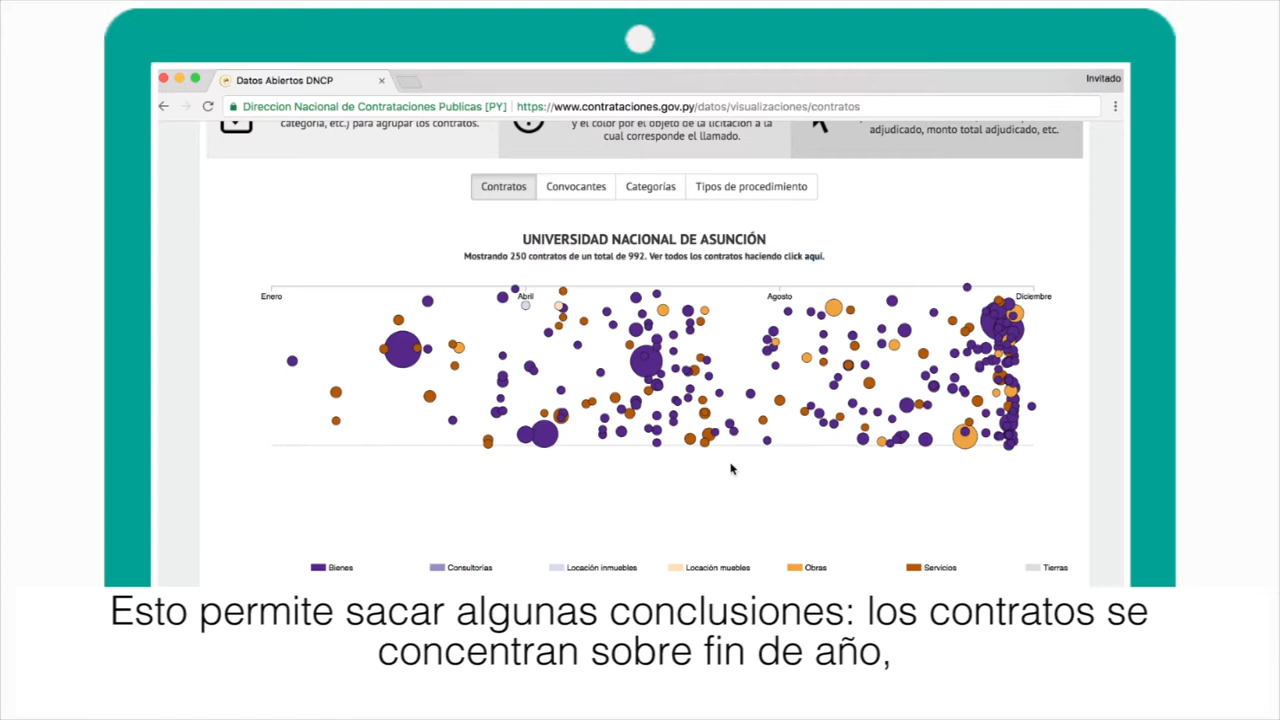 Datos Abiertos DNCP
Invitado
Direccion Nacional de Contrataciones Publicas [PY] https://www.contrataciones.gov.py/datos/visualizaciones/contratos
categoría, etc.) para agrupar los contratos.
y el color por el objeto de la licitación a la
cual corresponde el llamado.
adjudicado, monto total adjudicado, etc.
Contratos Convocantes Categorías Tipos de procedimiento
UNIVERSIDAD NACIONAL DE ASUNCIÓN
Mostrando 250 contratos de un total de 992. Ver todos los contratos haciendo click aquí.
Enero Abril Agosto Diciembre
Bienes Consultorías Locación inmuebles Locación muebles Obras Servicios Tierras
Esto permite sacar algunas conclusiones: los contratos se
concentran sobre fin de año,